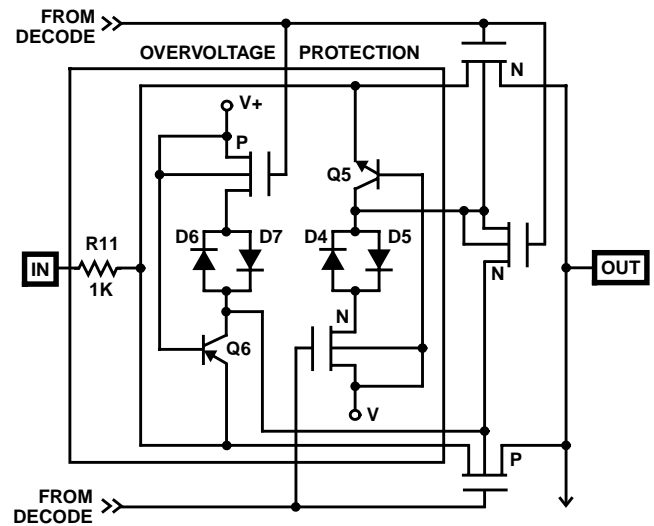 FROM
DECODE
OVERVOLTAGE PROTECTION
N
V+
P
Q5
R11
D6 D7 D4 D5
IN
OUT
1K
N
N
Q6
V
P
FROM
DECODE